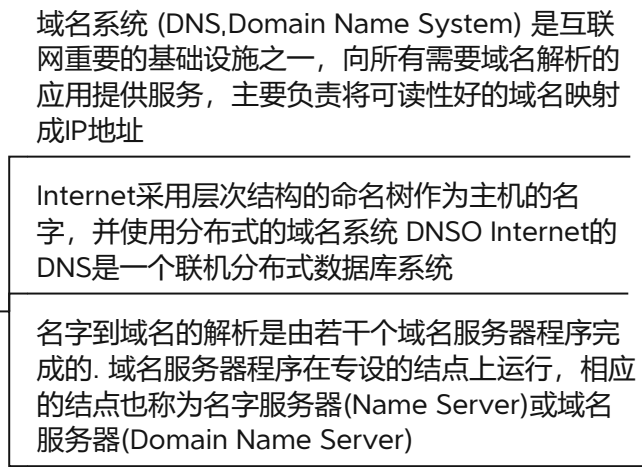 域名系统 (DNS,Domain Name System) 是互联
网重要的基础设施之一，向所有需要域名解析的
应用提供服务，主要负责将可读性好的域名映射
成IP地址
Internet采用层次结构的命名树作为主机的名
字，并使用分布式的域名系统 DNSO Internet的
DNS是一个联机分布式数据库系统
名字到域名的解析是由若干个域名服务器程序完
成的. 域名服务器程序在专设的结点上运行，相应
的结点也称为名字服务器(Name Server)或域名
服务器(Domain Name Server)